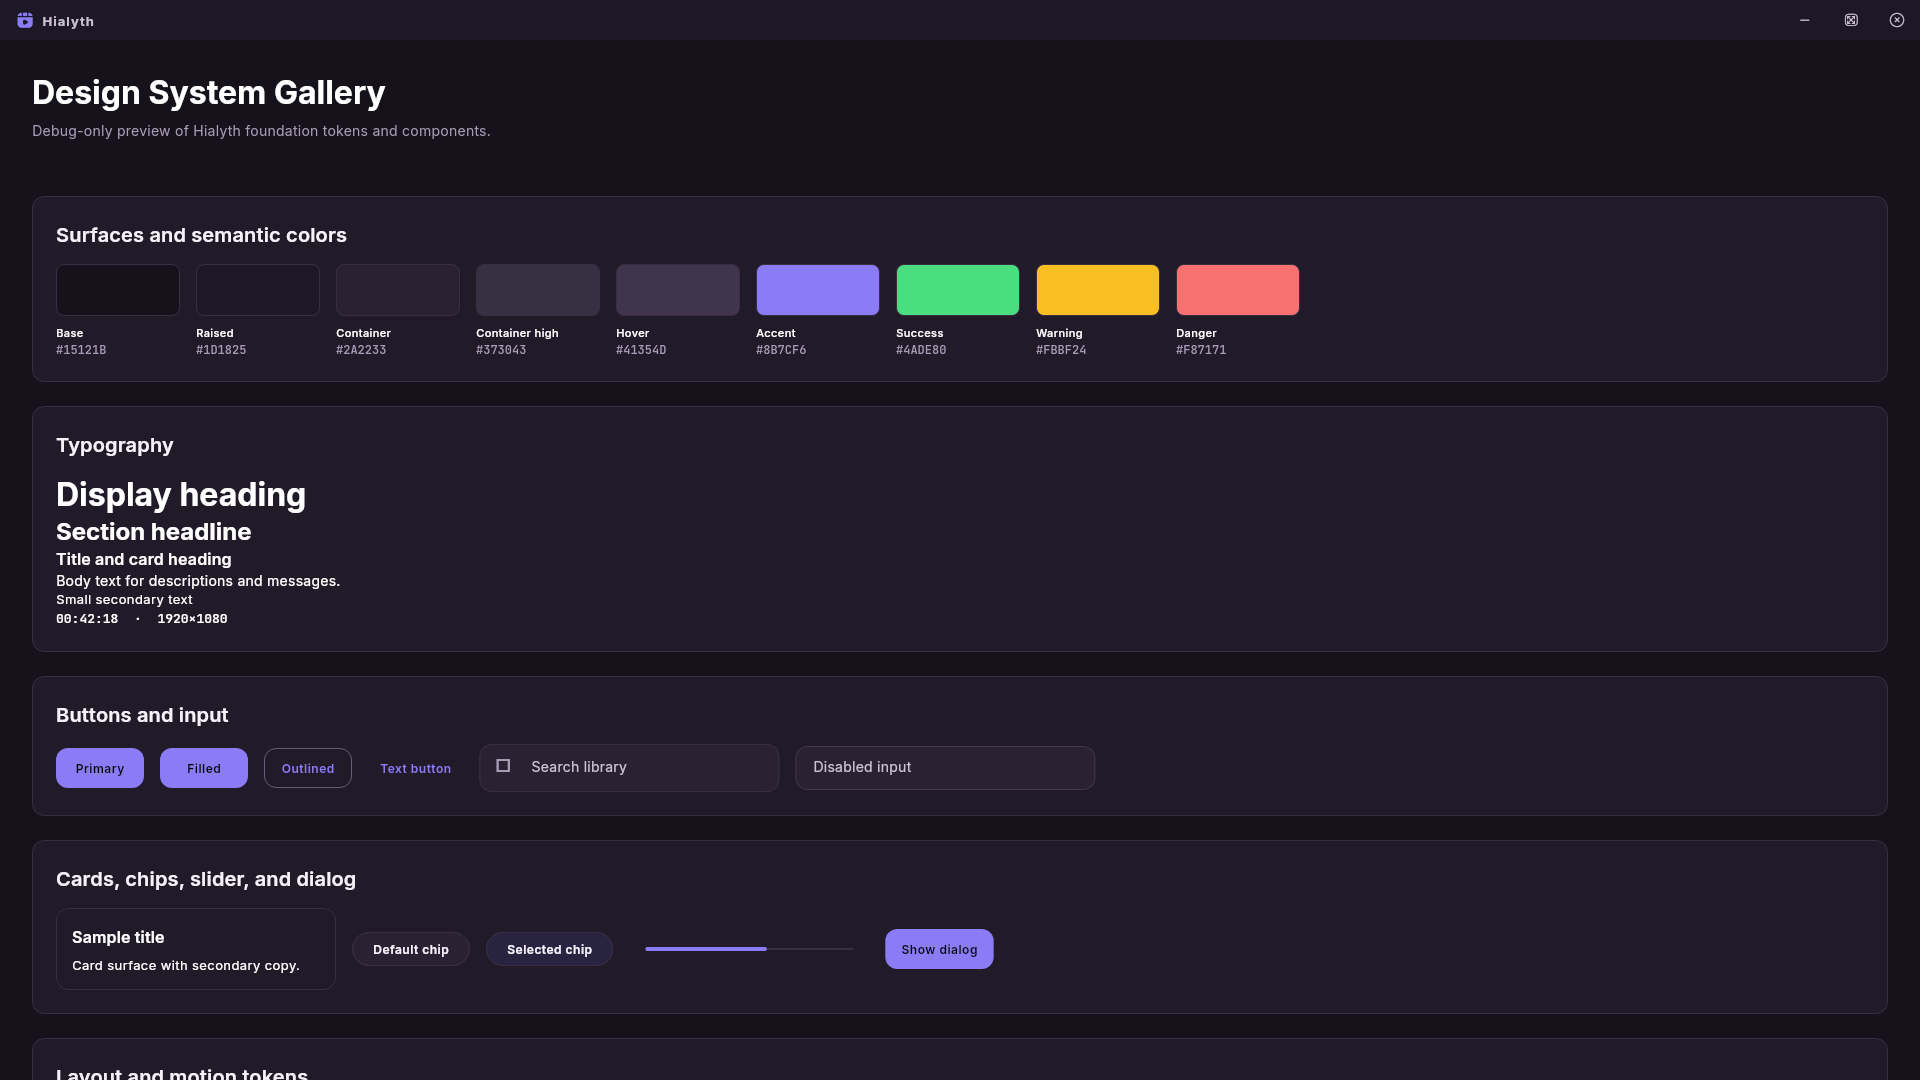 Hialyth
Design System Gallery
Debug-only preview of Hialyth foundation tokens and components.
Surfaces and semantic colors
Base
#15121B
Raised
#1D1825
Container
#2A2233
Container high
#373043
Hover
#41354D
Accent
#8B7CF6
Success
#4ADE80
Warning
#FBBF24
Danger
#F87171
Typography
Display heading
Section headline
Title and card heading
Body text for descriptions and messages.
Small secondary text
00:42:18 · 1920×1080
Buttons and input
Primary
Filled
Outlined
Text button
Search library
Disabled input
Cards, chips, slider, and dialog
Sample title
Card surface with secondary copy.
Default chip
Selected chip
Show dialog
Layout and motion tokens